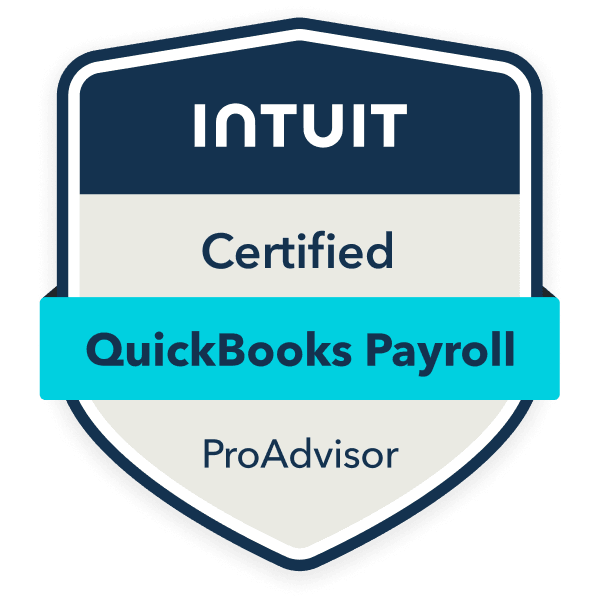 INTUIT
Certified
QuickBooks Payroll
ProAdvisor